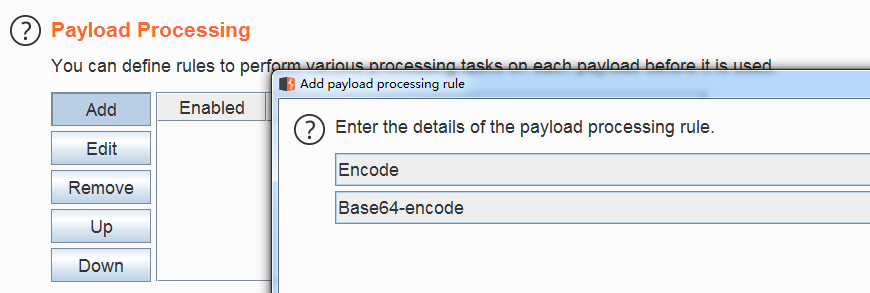 Payload Processing
You can define rules to perform various processing tasks on each payload before it is used.
Add payload processing rule
Add
Enabled
Enter the details of the payload processing rule.
Edit
Encode
Remove
Base64-encode
Up
Down